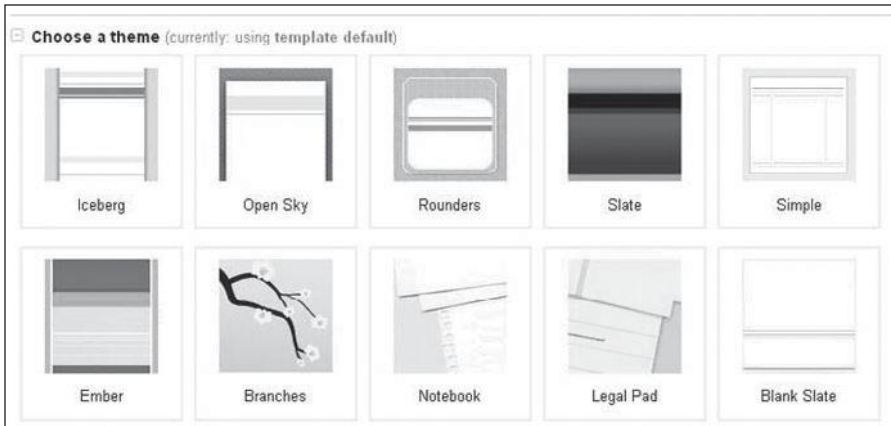 Choose a theme (currently: using template default)
Iceberg Open Sky Rounders Slate Simple
Ember Branches Notebook Legal Pad Blank Slate